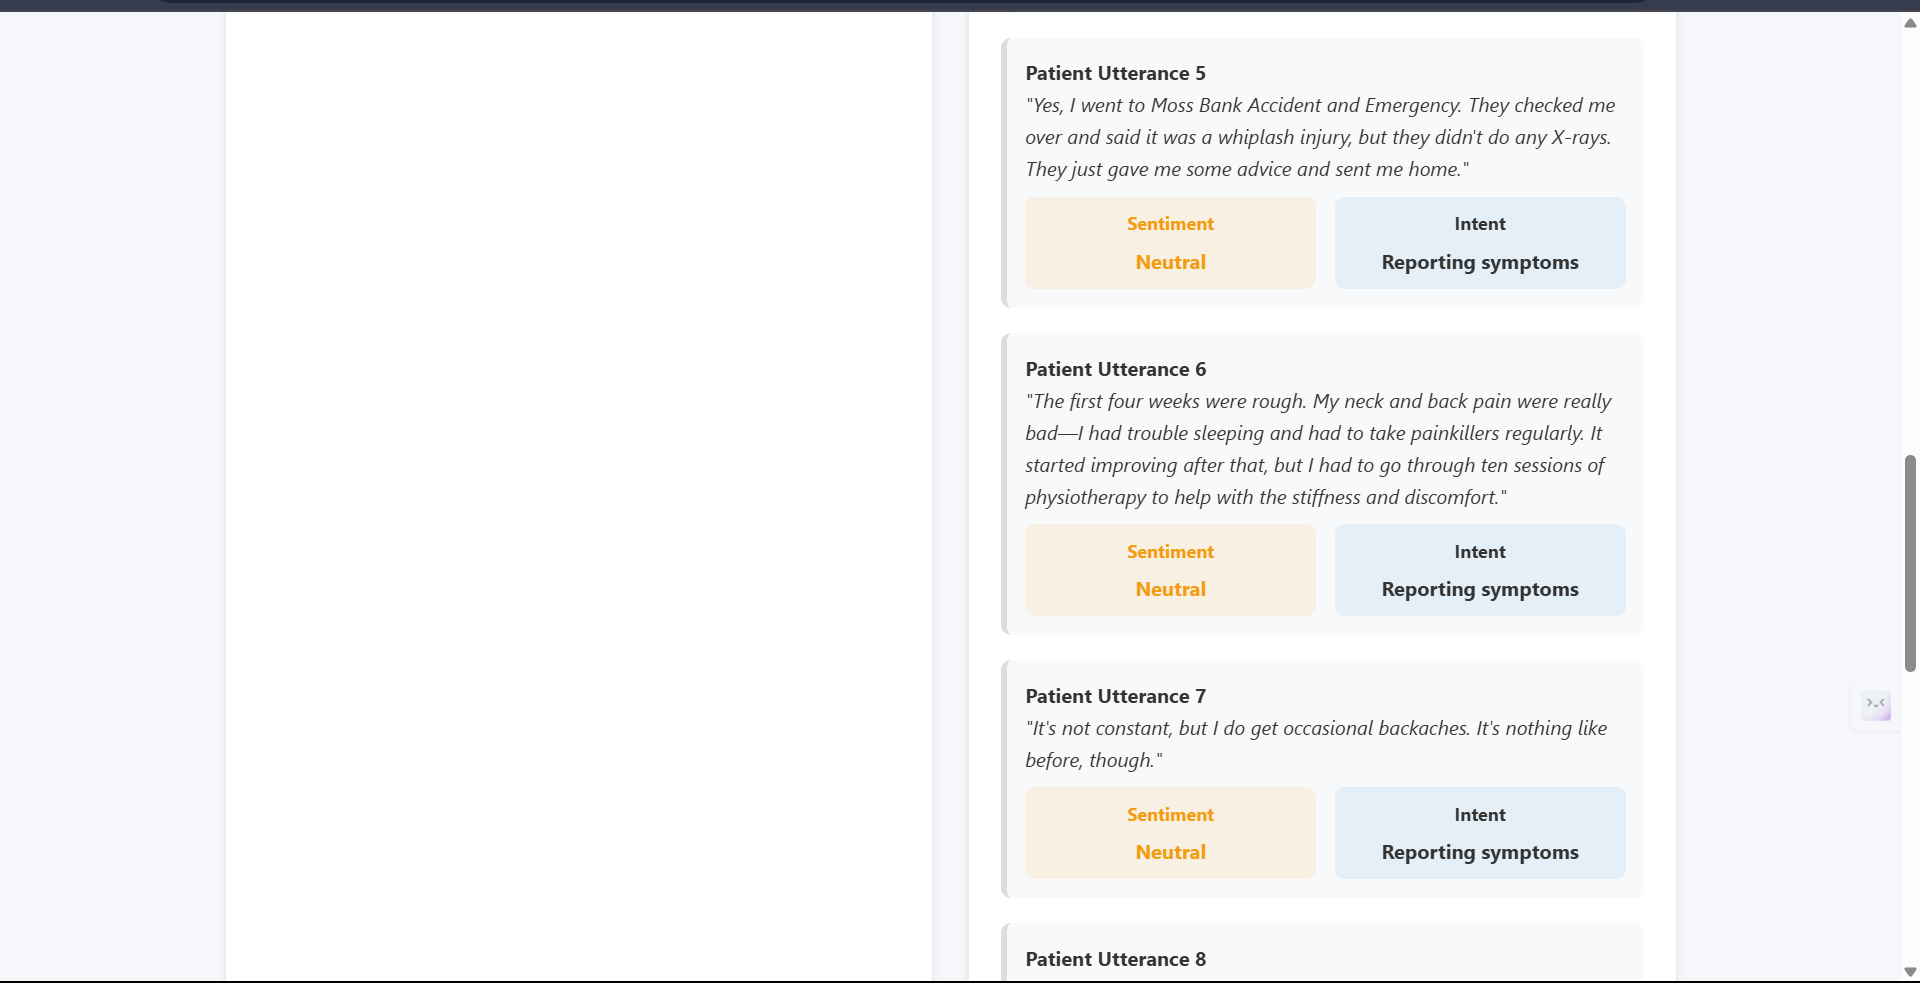 Patient Utterance 5
"Yes, I went to Moss Bank Accident and Emergency. They checked me
over and said it was a whiplash injury, but they didn't do any X-rays.
They just gave me some advice and sent me home."
Sentiment
Neutral
Intent
Reporting symptoms
Patient Utterance 6
"The first four weeks were rough. My neck and back pain were really
bad—I had trouble sleeping and had to take painkillers regularly. It
started improving after that, but I had to go through ten sessions of
physiotherapy to help with the stiffness and discomfort."
Sentiment
Neutral
Intent
Reporting symptoms
Patient Utterance 7
"It's not constant, but I do get occasional backaches. It's nothing like
before, though."
Sentiment
Neutral
Intent
Reporting symptoms
Patient Utterance 8